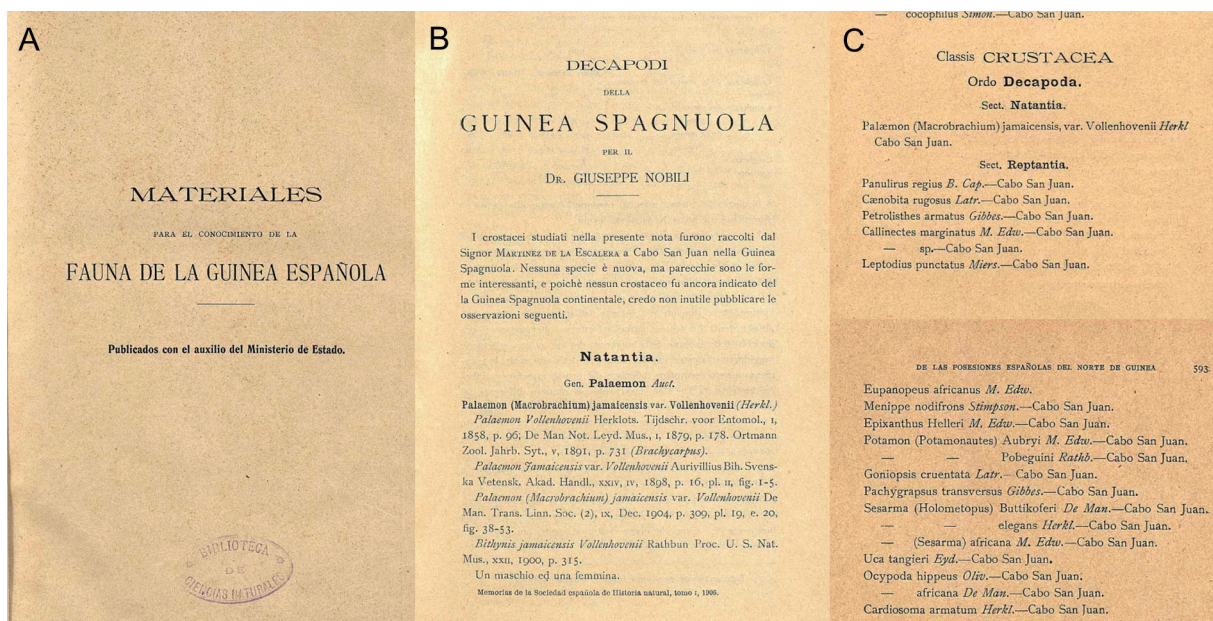 A
MATERIALES
PARA EL CONOCIMIENTO DE LA
FAUNA DE LA GUINEA ESPAÑOLA
Publicados con el auxilio del Ministerio de Estado.
BIBLIOTECA
DE
CIENCIAS NATURALES
B
DECAPODI
DELLA
GUINEA SPAGNUOLA
PER IL
DR. GIUSEPPE NOBILI
I crostacei studiati nella presente nota furono raccolti dal
Signor MARTINEZ DE LA ESCALERA a Cabo San Juan nella Guinea
Spagnuola. Nessuna specie è nuova, ma parecchie sono le for-
me interessanti, e poichè nessun crostaceo fu ancora indicato del
la Guinea Spagnuola continentale, credo non inutile pubblicare le
osservazioni seguenti.
Natantia.
Gen. Palaemon Auct.
Palaemon (Macrobrachium) jamaicensis var. Vollenhovenii (Herkl.)
Palaemon Vollenhovenii Herklots. Tijdschr. voor Entomol., I,
1858, p. 96; De Man Not. Leyd. Mus., I, 1879, p. 178. Ortmann
Zool. Jahrb. Syt., V, 1891, p. 731 (Brachycarpus).
Palaemon Jamaicensis var. Vollenhovenii Aurivillius Bih. Svens-
ka Vetensk. Akad. Handl., XXIV, IV, 1898, p. 16, pl. II, fig. 1-5.
Palaemon (Macrobrachium) jamaicensis var. Vollenhovenii De
Man. Trans. Linn. Soc. (2), IX, Dec. 1904, p. 309, pl. 19, e. 20,
fig. 38-53.
Bithynis jamaicensis Vollenhovenii Rathbun Proc. U. S. Nat.
Mus., XXII, 1900, p. 315.
Un maschio ed una femmina.
Memorias de la Sociedad española de Historia natural, tomo I, 1906.
C
— cocophilus Simon.—Cabo San Juan.
Classis CRUSTACEA
Ordo Decapoda.
Sect. Natantia.
Palæmon (Macrobrachium) jamaicensis, var. Vollenhovenii Herkl
Cabo San Juan.
Sect. Reptantia.
Panulirus regius B. Cap.—Cabo San Juan.
Cænobita rugosus Latr.—Cabo San Juan.
Petrolisthes armatus Gibbes.—Cabo San Juan.
Callinectes marginatus M. Edw.—Cabo San Juan.
— sp.—Cabo San Juan.
Leptodius punctatus Miers.—Cabo San Juan.
DE LAS POSESIONES ESPAÑOLAS DEL NORTE DE GUINEA 593
Eupanopeus africanus M. Edw.
Menippe nodifrons Stimpson.—Cabo San Juan.
Epixanthus Helleri M. Edw.—Cabo San Juan.
Potamon (Potamonautes) Aubryi M. Edw.—Cabo San Juan.
— — Pobeguini Rathb.—Cabo San Juan.
Goniopsis cruentata Latr.—Cabo San Juan.
Pachygrapsus transversus Gibbes.—Cabo San Juan.
Sesarma (Holometopus) Buttikoferi De Man.—Cabo San Juan.
— — elegans Herkl.—Cabo San Juan.
— (Sesarma) africana M. Edw.—Cabo San Juan.
Uca tangieri Eyd.—Cabo San Juan.
Ocypoda hippeus Oliv.—Cabo San Juan.
— africana De Man.—Cabo San Juan.
Cardiosoma armatum Herkl.—Cabo San Juan.